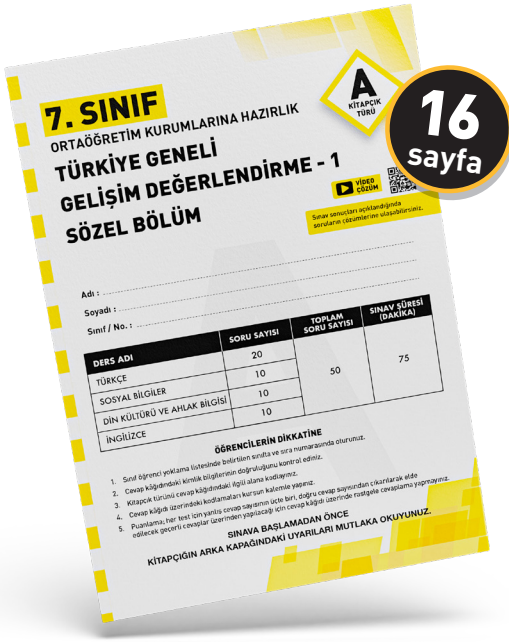 7. SINIF
ORTAÖĞRETİM KURUMLARINA HAZIRLIK
TÜRKİYE GENELİ
GELİŞİM DEĞERLENDİRME - 1
SÖZEL BÖLÜM
A
KİTAPÇIK
TÜRÜ
16
sayfa
VİDEO
ÇÖZÜM
Sınav sonuçları açıklandığında
soruların çözümlerine ulaşabilirsiniz.
Adı :
Soyadı :
Sınıf / No. :
DERS ADI SORU SAYISI TOPLAM SORU SAYISI SINAV SÜRESİ (DAKİKA)
TÜRKÇE 20 50 75
SOSYAL BİLGİLER 10
DİN KÜLTÜRÜ VE AHLAK BİLGİSİ 10
İNGİLİZCE 10
ÖĞRENCİLERİN DİKKATİNE
1. Sınıf öğrenci yoklama listesinde belirtilen sınıfta ve sıra numarasında oturunuz.
2. Cevap kâğıdındaki kimlik bilgilerinin doğruluğunu kontrol ediniz.
3. Kitapçık türünü cevap kâğıdındaki ilgili alana kodlayınız.
4. Cevap kâğıdı üzerindeki kodlamaları kurşun kalemle yapınız.
5. Puanlama; her test için yanlış cevap sayısının üçte biri, doğru cevap sayısından çıkarılarak elde
edilecek geçerli cevaplar üzerinden yapılacağı için cevap kâğıdı üzerinde rastgele cevaplama yapmayınız.
SINAVA BAŞLAMADAN ÖNCE
KİTAPÇIĞIN ARKA KAPAĞINDAKİ UYARILARI MUTLAKA OKUYUNUZ.